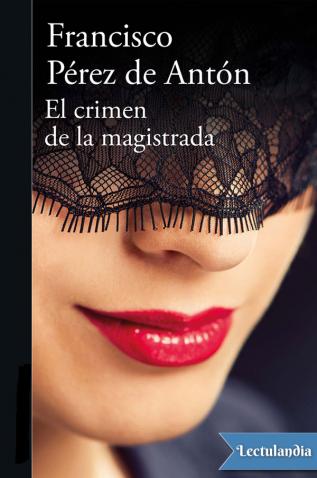 Francisco
Pérez de Antón
El crimen
de la magistrada
Lectulandia